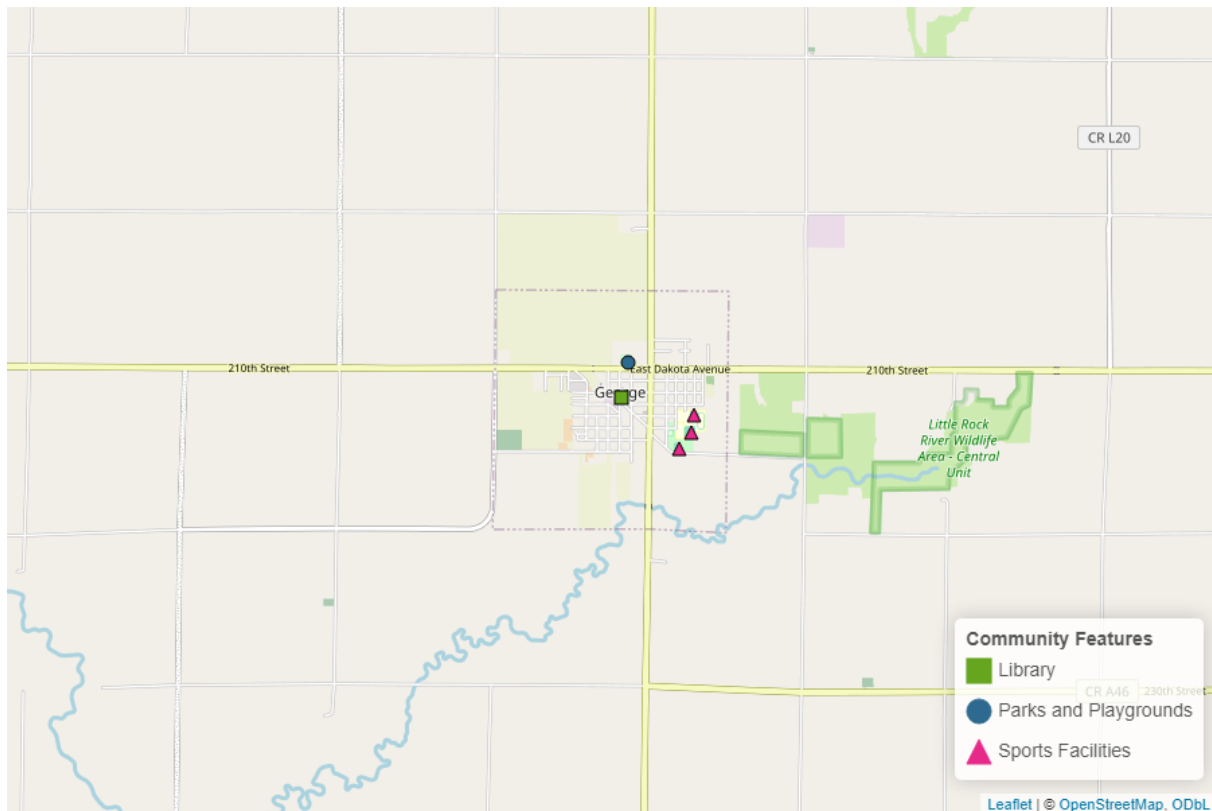 CR L20
210th Street
East Dakota Avenue
210th Street
George
Little Rock
River Wildlife
Area - Central
Unit
Community Features
Library
CR A46
230th Street
Parks and Playgrounds
Sports Facilities
Leaflet | © OpenStreetMap, ODbL